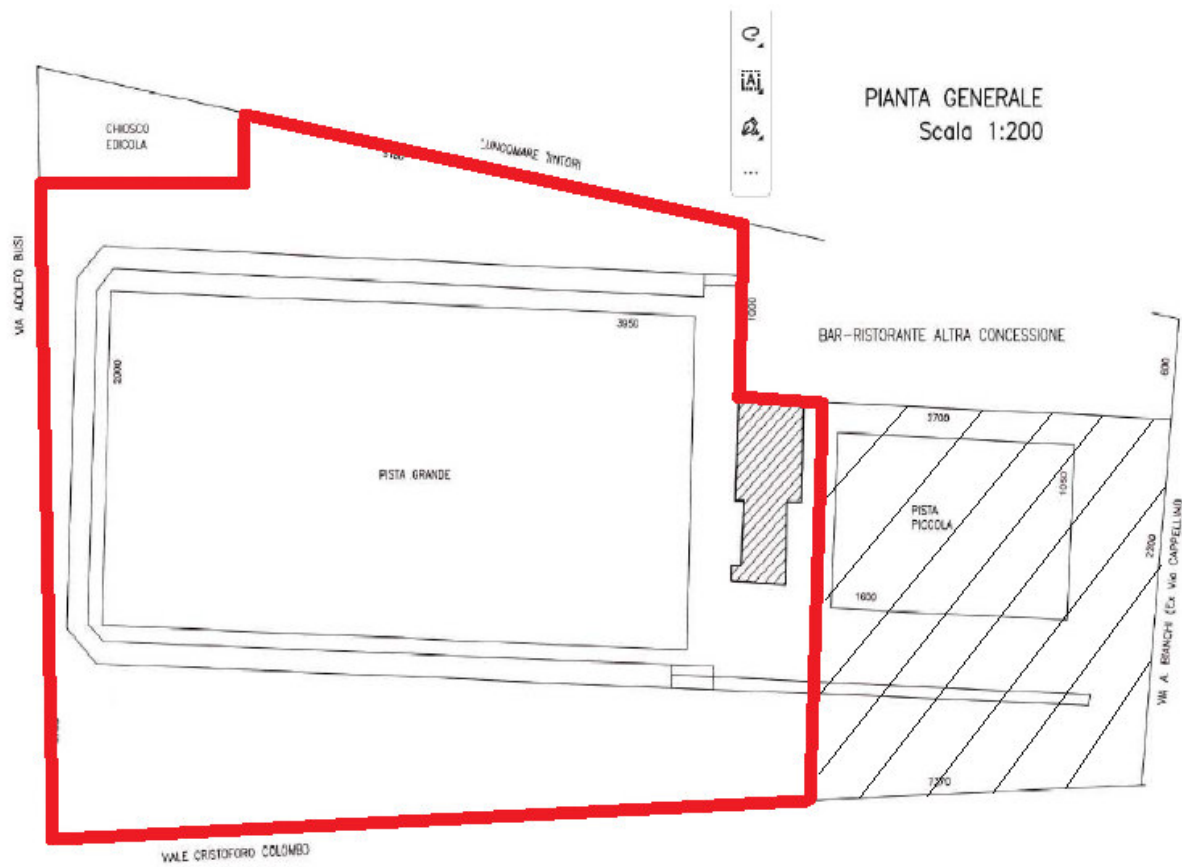 PIANTA GENERALE
Scala 1:200
CHIOSCO
EDICOLA
LUNGOMARE TINTORI
VIA ADOLFO BUSI
3950
1000
BAR-RISTORANTE ALTRA CONCESSIONE
600
2000
2700
PISTA GRANDE
1050
PISTA
PICCOLA
2200
1600
VIA A. BIANCHI (Ex Via CAPPELLINI)
7370
VIALE CRISTOFORO COLOMBO